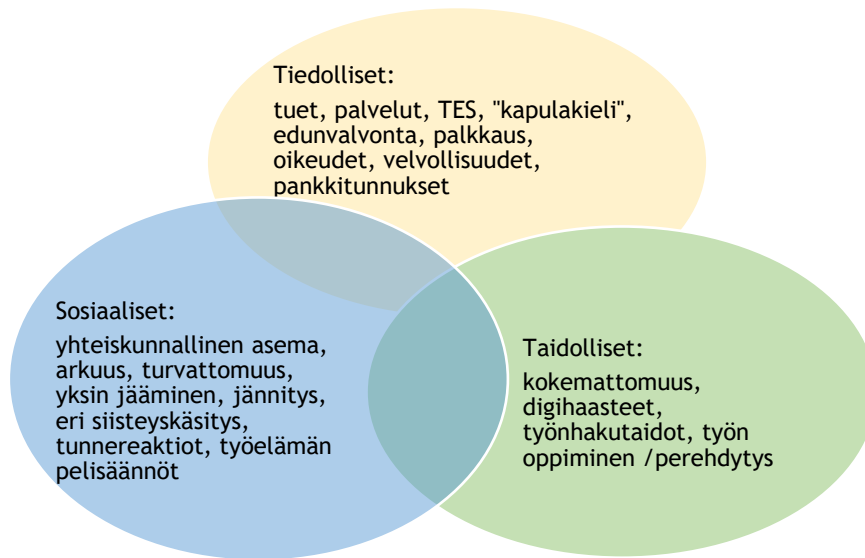 Tiedolliset:
tuet, palvelut, TES, "kapulakieli",
edunvalvonta, palkkaus,
oikeudet, velvollisuudet,
pankkitunnukset
Sosiaaliset:
yhteiskunnallinen asema,
arkuus, turvattomuus,
yksin jääminen, jännitys,
eri siisteyskäsitys,
tunnereaktiot, työelämän
pelisäännöt
Taidolliset:
kokemattomuus,
digihaasteet,
työnhakutaidot, työn
oppiminen /perehdytys